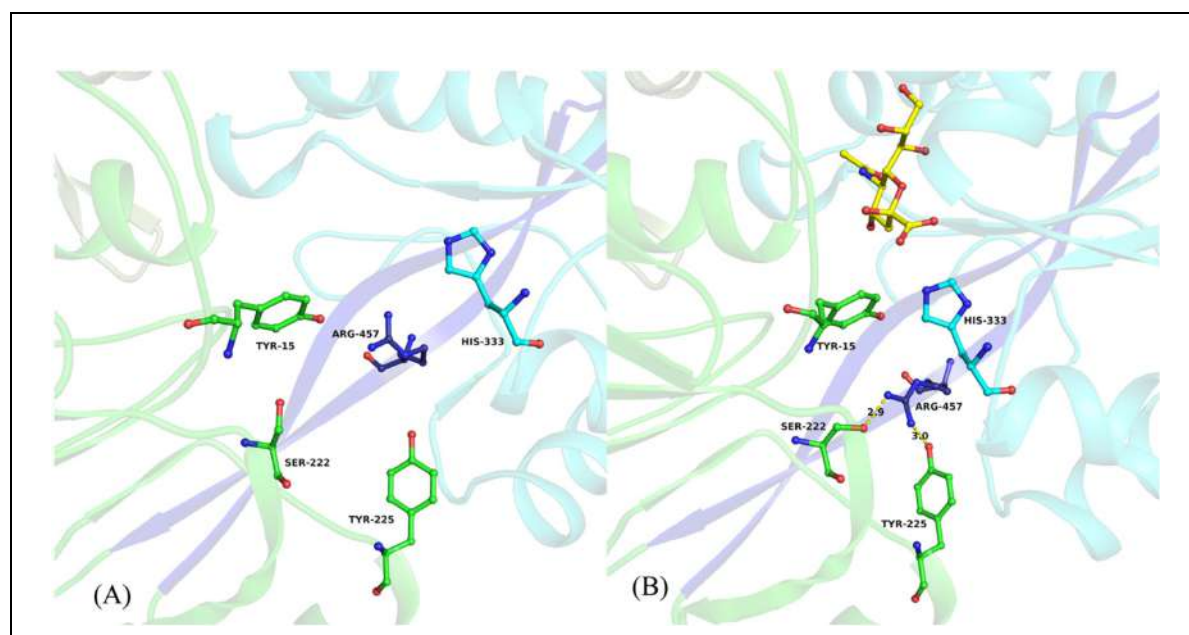 ARG-457
HIS-333
TYR-15
SER-222
TYR-225
(A)
HIS-333
TYR-15
ARG-457
2.9
SER-222
3.0
TYR-225
(B)